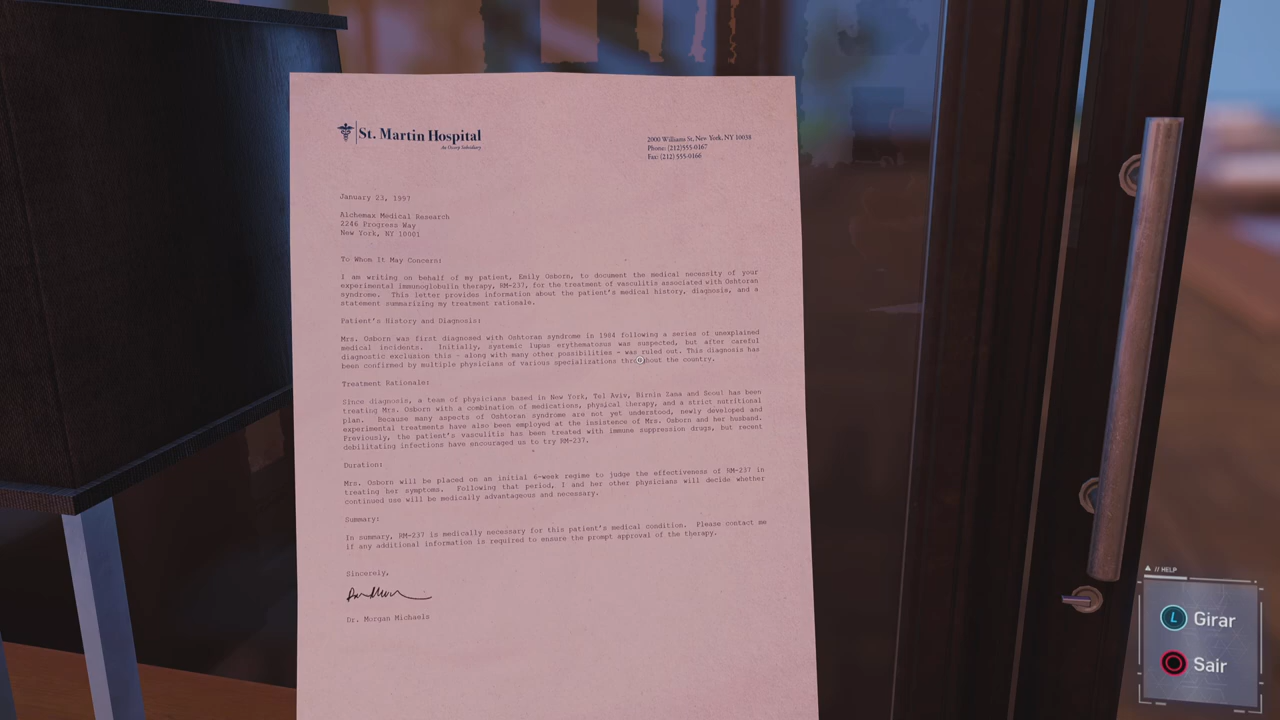 St. Martin Hospital
An Oscorp Subsidiary
2000 Williams St. New York, NY 10038
Phone: (212)555-0167
Fax: (212) 555-0166
January 23, 1997
Alchemax Medical Research
2246 Progress Way
New York, NY 10001
To Whom It May Concern:
I am writing on behalf of my patient, Emily Osborn, to document the medical necessity of your
experimental immunoglobulin therapy, RM-237, for the treatment of vasculitis associated with Oshtoran
syndrome. This letter provides information about the patient's medical history, diagnosis, and a
statement summarizing my treatment rationale.
Patient's History and Diagnosis:
Mrs. Osborn was first diagnosed with Oshtoran syndrome in 1984 following a series of unexplained
medical incidents. Initially, systemic lupus erythematosus was suspected, but after careful
diagnostic exclusion this - along with many other possibilities - was ruled out. This diagnosis has
been confirmed by multiple physicians of various specializations throughout the country.
Treatment Rationale:
Since diagnosis, a team of physicians based in New York, Tel Aviv, Birnin Zana and Seoul has been
treating Mrs. Osborn with a combination of medications, physical therapy, and a strict nutritional
plan. Because many aspects of Oshtoran syndrome are not yet understood, newly developed and
experimental treatments have also been employed at the insistence of Mrs. Osborn and her husband.
Previously, the patient's vasculitis has been treated with immune suppression drugs, but recent
debilitating infections have encouraged us to try RM-237.
Duration:
Mrs. Osborn will be placed on an initial 6-week regime to judge the effectiveness of RM-237 in
treating her symptoms. Following that period, I and her other physicians will decide whether
continued use will be medically advantageous and necessary.
Summary:
In summary, RM-237 is medically necessary for this patient's medical condition. Please contact me
if any additional information is required to ensure the prompt approval of the therapy.
Sincerely,
Dr. Morgan Michaels
// HELP
L Girar
Sair